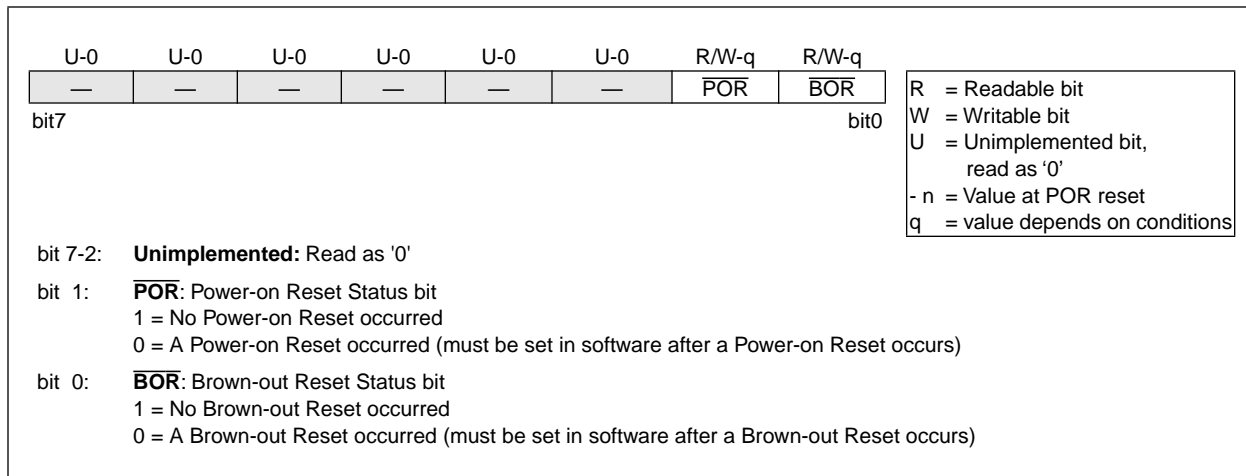 U-0 U-0 U-0 U-0 U-0 U-0 R/W-q R/W-q
— — — — — — P̅O̅R̅ B̅O̅R̅
bit7 bit0
R = Readable bit
W = Writable bit
U = Unimplemented bit,
read as ‘0’
- n = Value at POR reset
q = value depends on conditions
bit 7-2: Unimplemented: Read as '0'
bit 1: P̅O̅R̅: Power-on Reset Status bit
1 = No Power-on Reset occurred
0 = A Power-on Reset occurred (must be set in software after a Power-on Reset occurs)
bit 0: B̅O̅R̅: Brown-out Reset Status bit
1 = No Brown-out Reset occurred
0 = A Brown-out Reset occurred (must be set in software after a Brown-out Reset occurs)